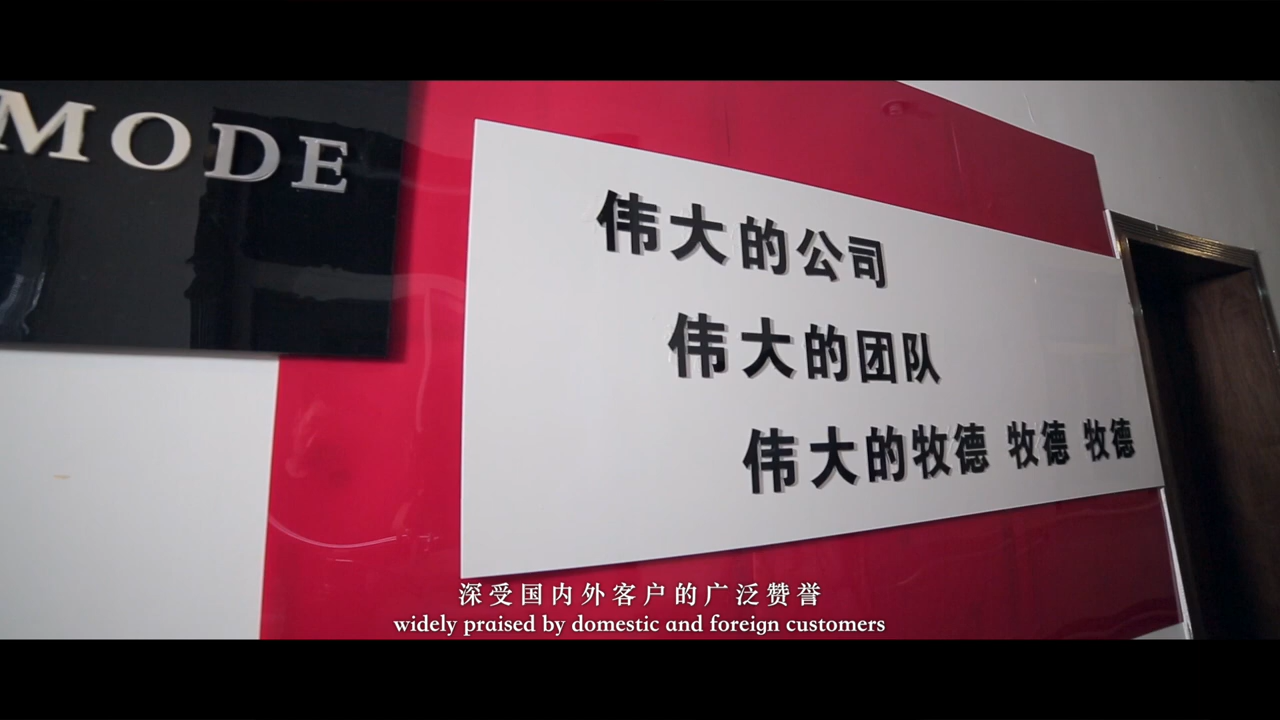 MODE
伟大的公司
伟大的团队
伟大的牧德 牧德 牧德
深受国内外客户的广泛赞誉
widely praised by domestic and foreign customers